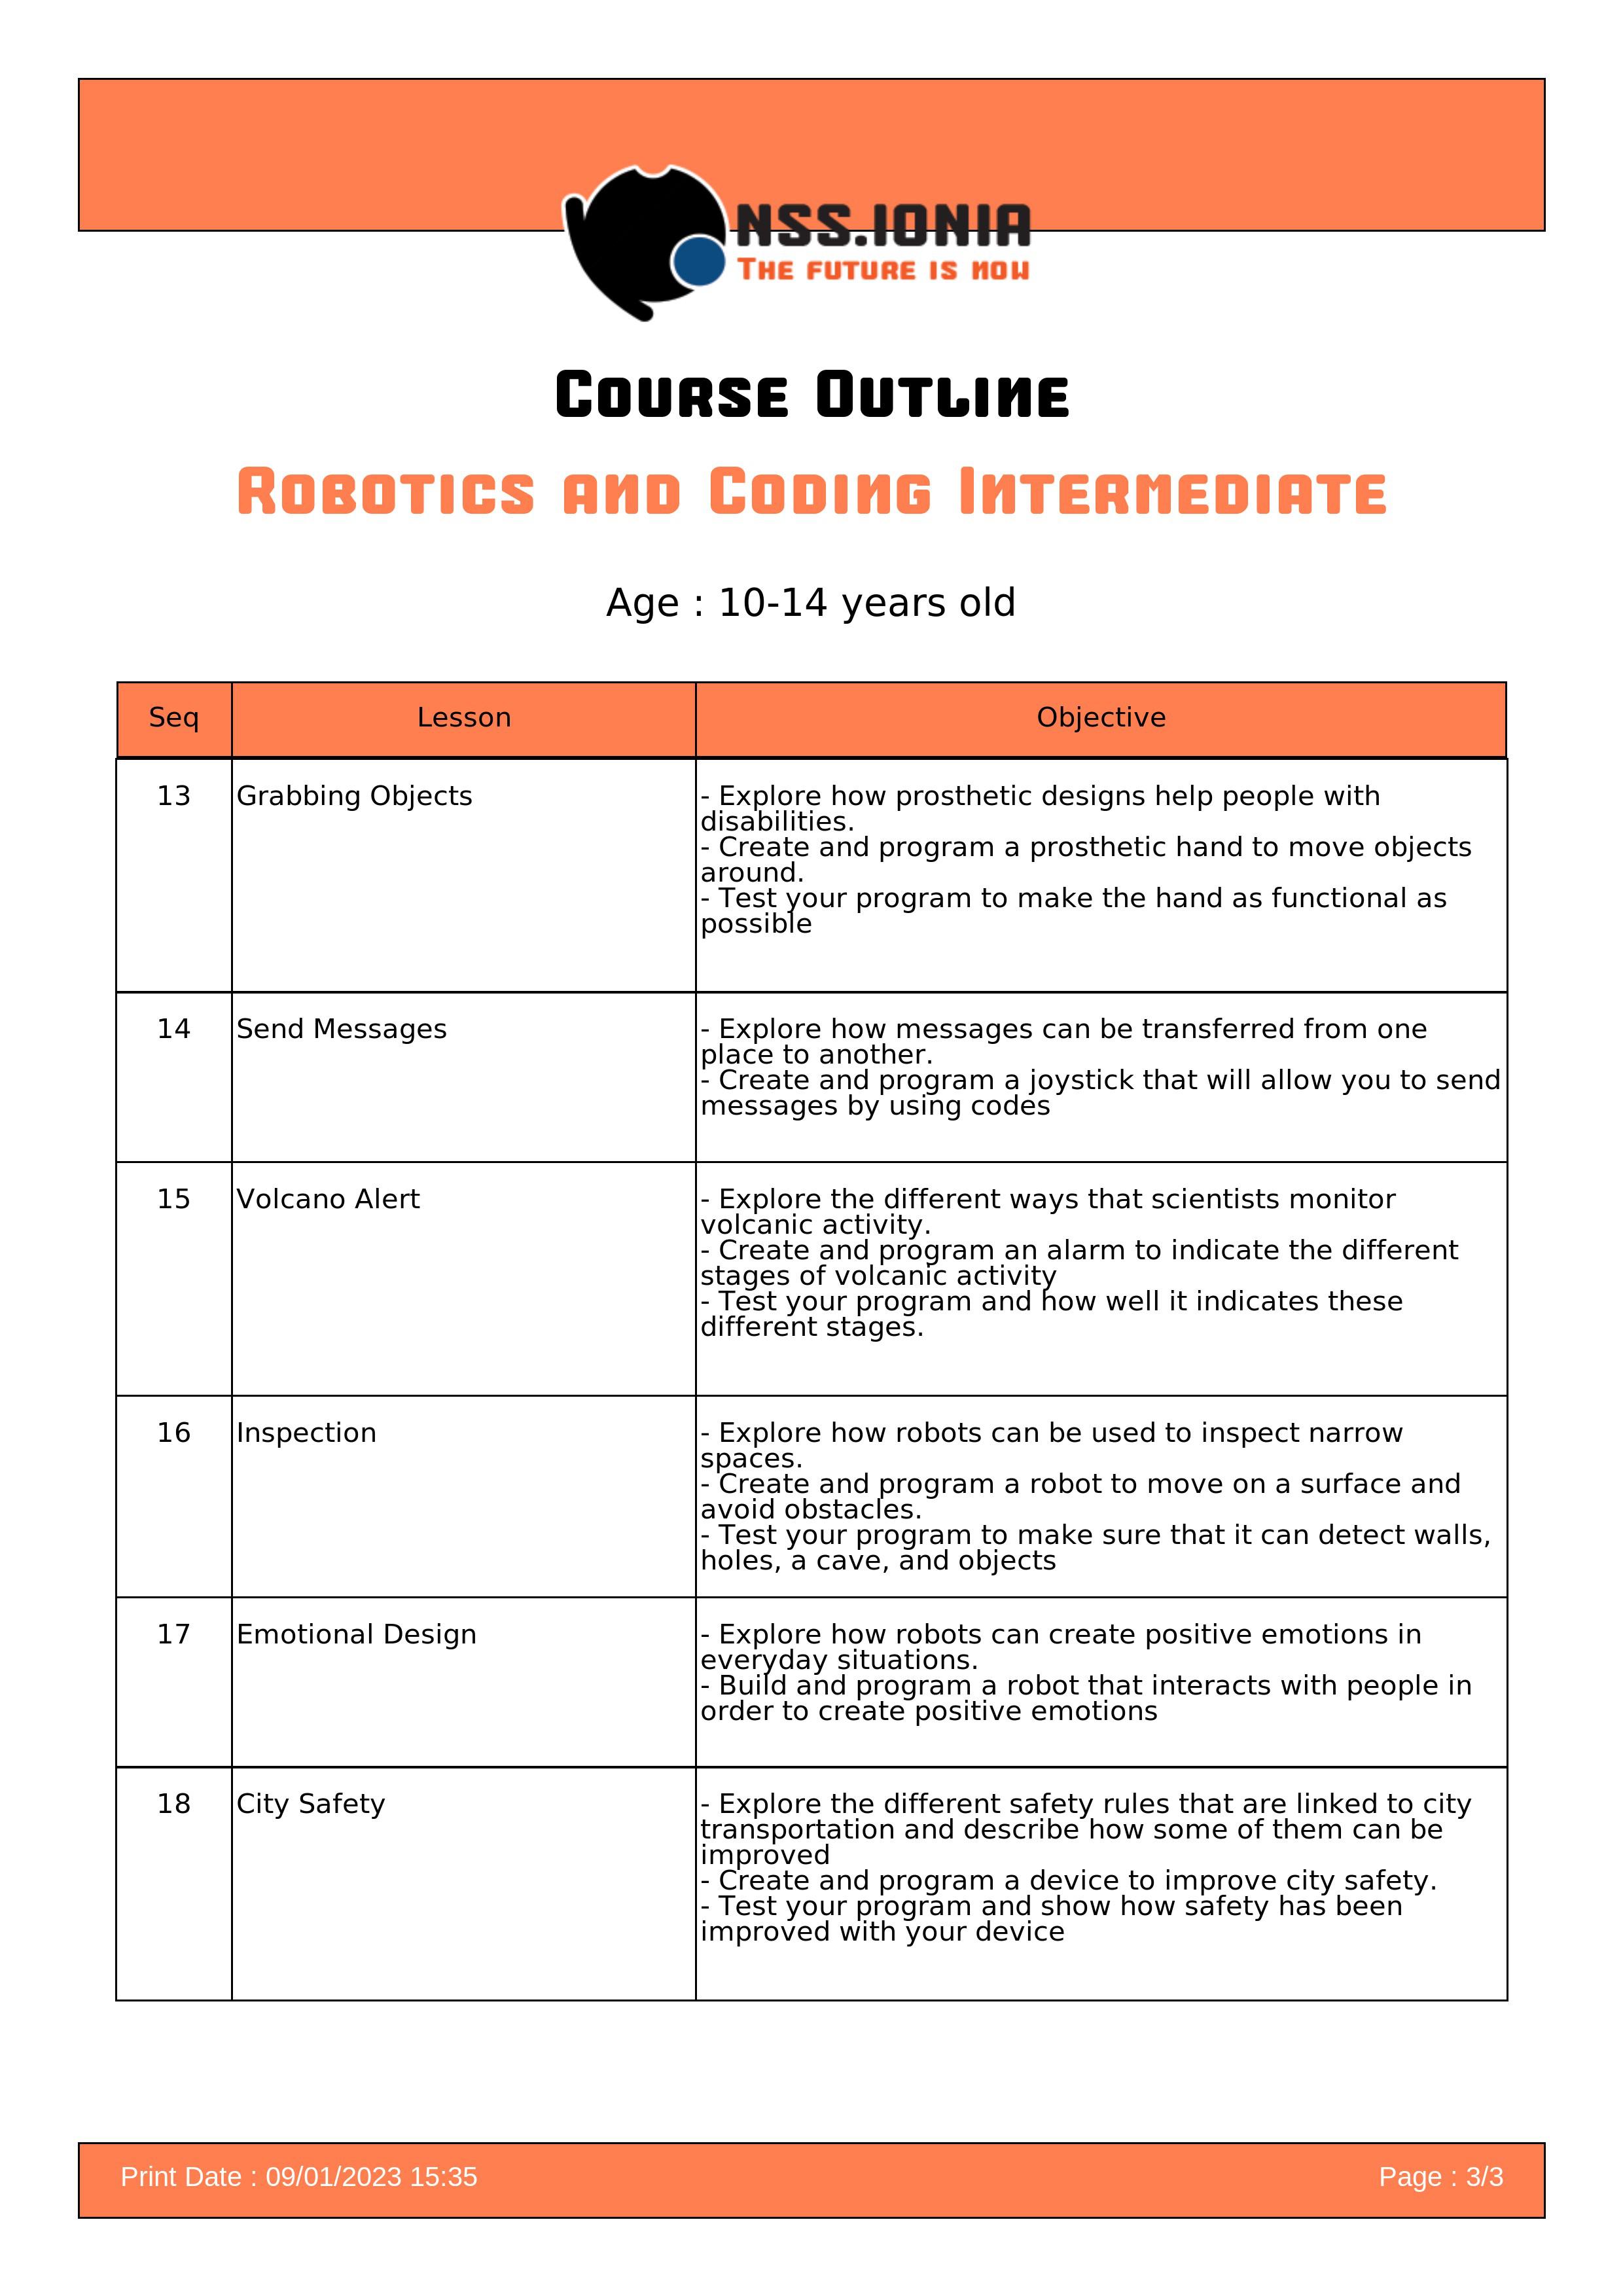 NSS.IONIA
The future is now
Course Outline
Robotics and Coding Intermediate
Age : 10-14 years old
Seq Lesson Objective
13 Grabbing Objects - Explore how prosthetic designs help people with
disabilities.
- Create and program a prosthetic hand to move objects
around.
- Test your program to make the hand as functional as
possible
14 Send Messages - Explore how messages can be transferred from one
place to another.
- Create and program a joystick that will allow you to send
messages by using codes
15 Volcano Alert - Explore the different ways that scientists monitor
volcanic activity.
- Create and program an alarm to indicate the different
stages of volcanic activity
- Test your program and how well it indicates these
different stages.
16 Inspection - Explore how robots can be used to inspect narrow
spaces.
- Create and program a robot to move on a surface and
avoid obstacles.
- Test your program to make sure that it can detect walls,
holes, a cave, and objects
17 Emotional Design - Explore how robots can create positive emotions in
everyday situations.
- Build and program a robot that interacts with people in
order to create positive emotions
18 City Safety - Explore the different safety rules that are linked to city
transportation and describe how some of them can be
improved
- Create and program a device to improve city safety.
- Test your program and show how safety has been
improved with your device
Print Date : 09/01/2023 15:35 Page : 3/3